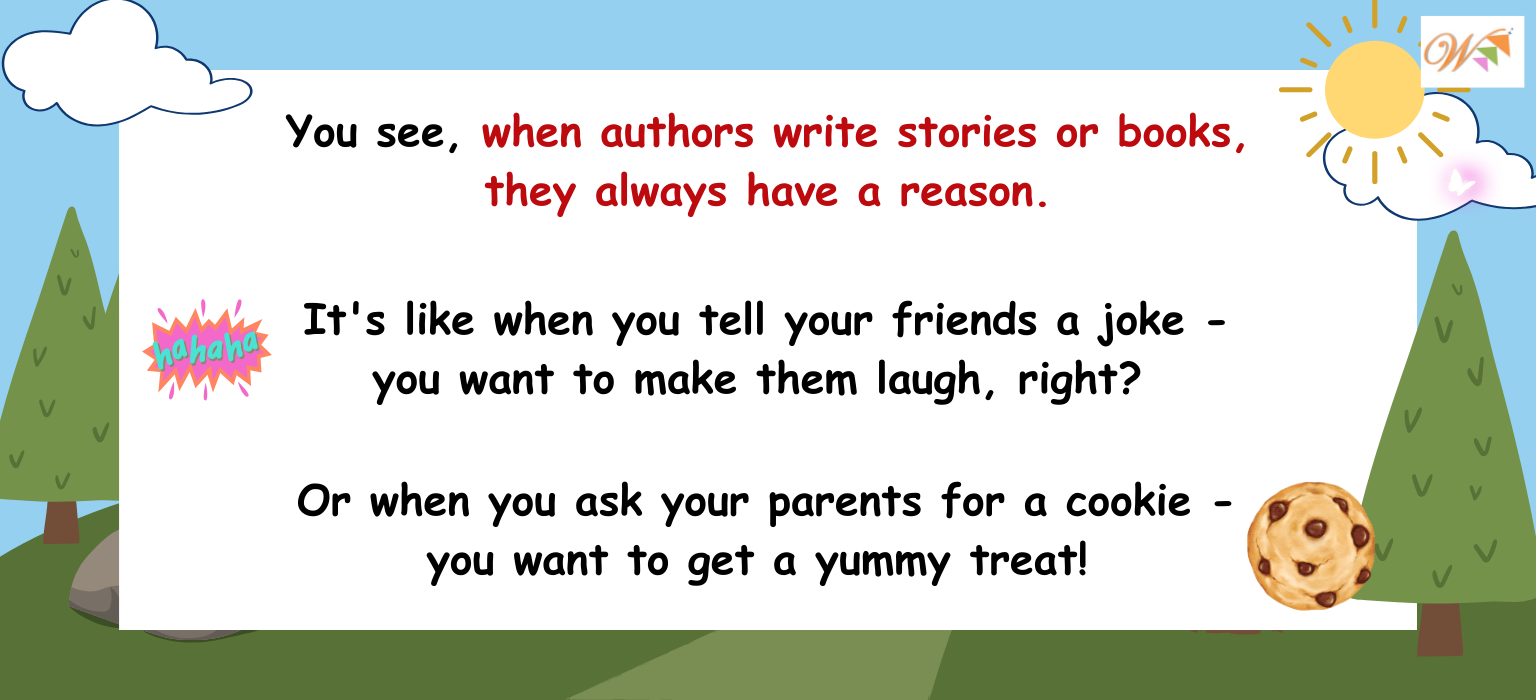 You see, when authors write stories or books,
they always have a reason.
hahaha
It's like when you tell your friends a joke -
you want to make them laugh, right?
Or when you ask your parents for a cookie -
you want to get a yummy treat!
W